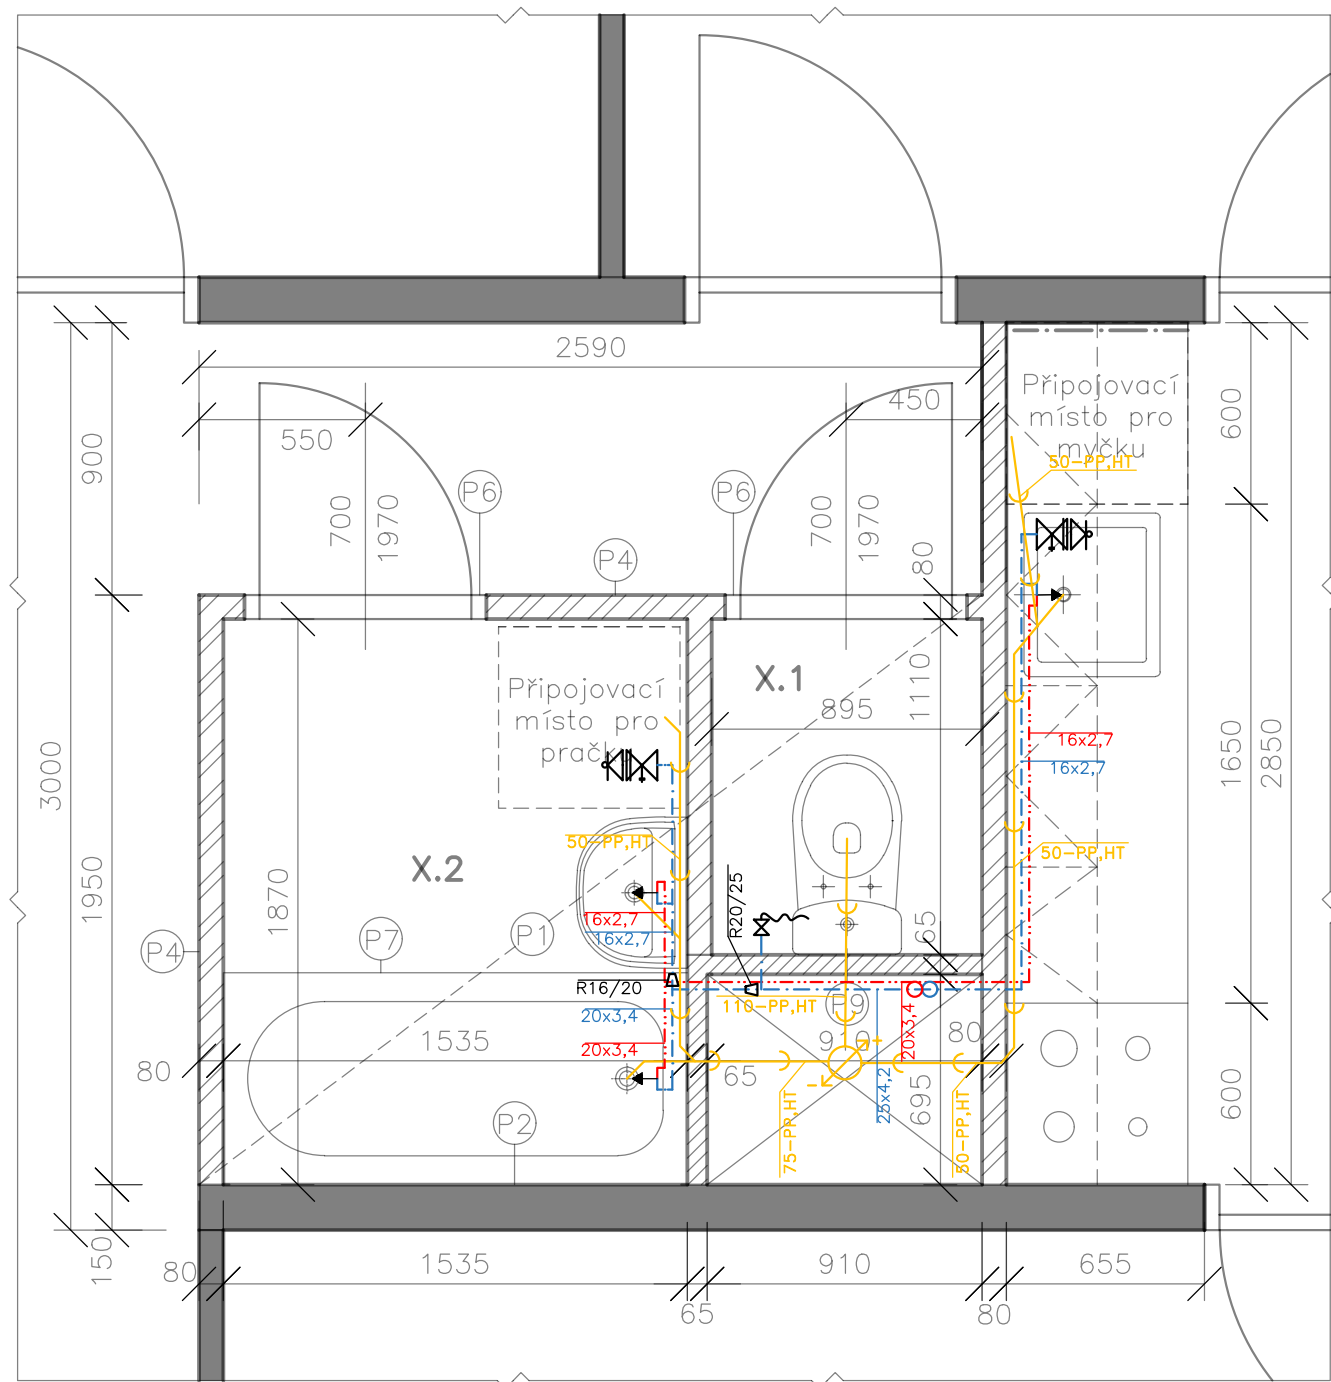 2590
450
550
900
600
Připojovací
místo pro
myčku
50-PP,HT
P6
P6
700
1970
700
1970
P4
80
X.1
1110
895
Připojovací
místo pro
pračk
16x2,7
16x2,7
3000
1650
2850
50-PP,HT
50-PP,HT
X.2
1950
1870
R20/25
16x2,7
16x2,7
65
P7
P1
P4
R16/20
110-PP,HT
P9
20x3,4
20x3,4
1535
910
80
20x3,4
80
65
25x4,2
695
75-PP,HT
50-PP,HT
600
P2
150
80
1535
910
655
65
80